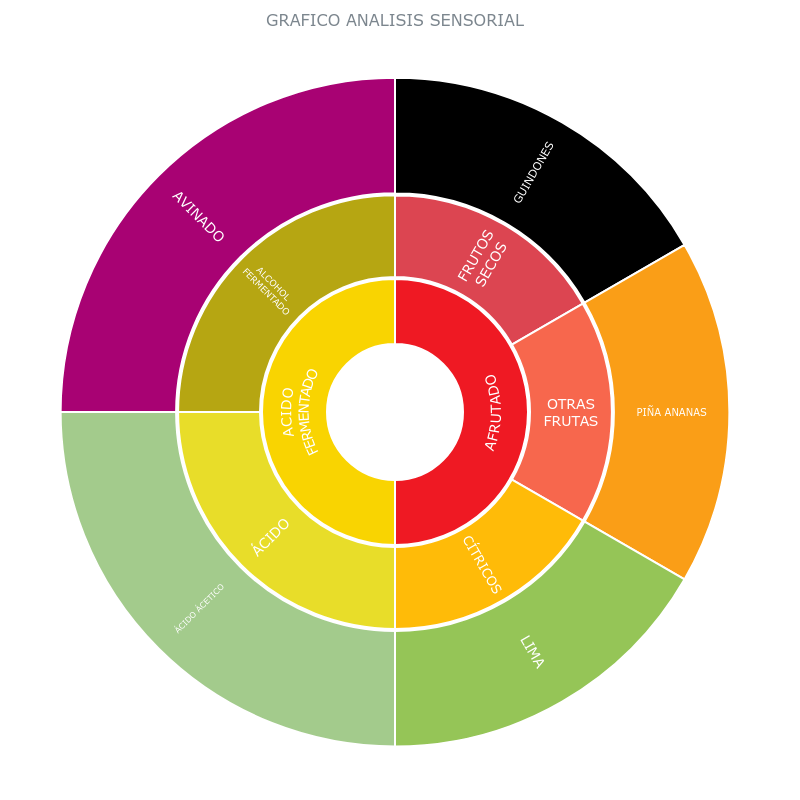 GRAFICO ANALISIS SENSORIAL
AFRUTADO
FRUTOS
SECOS
GUINDONES
OTRAS
FRUTAS
PIÑA ANANAS
CÍTRICOS
LIMA
ACIDO
FERMENTADO
ÁCIDO
ÁCIDO ÁCETICO
ALCOHOL
FERMENTADO
AVINADO